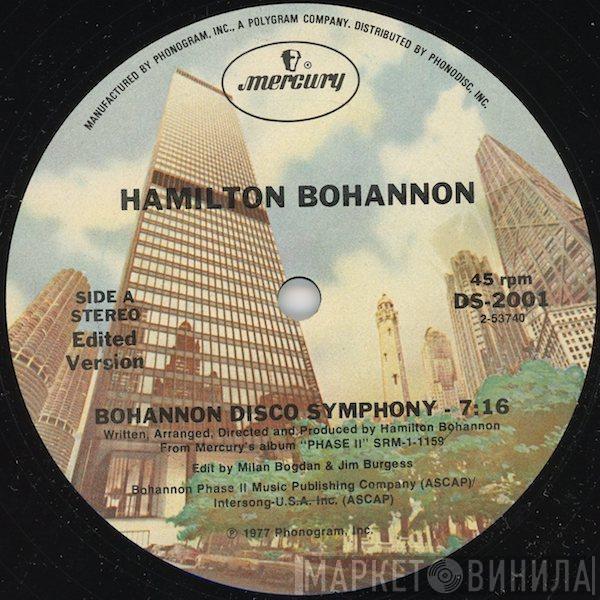 MANUFACTURED BY PHONOGRAM, INC., A POLYGRAM COMPANY. DISTRIBUTED BY PHONODISC, INC.
mercury
HAMILTON BOHANNON
SIDE A
STEREO
Edited
Version
45 rpm
DS-2001
2-53740
BOHANNON DISCO SYMPHONY - 7:16
Written, Arranged, Directed and Produced by Hamilton Bohannon
From Mercury's album "PHASE II" SRM-1-1159
Edit by Milan Bogdan & Jim Burgess
Bohannon Phase II Music Publishing Company (ASCAP)/
Intersong-U.S.A. Inc. (ASCAP)
℗ 1977 Phonogram, Inc.
МАРКЕТ ВИНИЛА